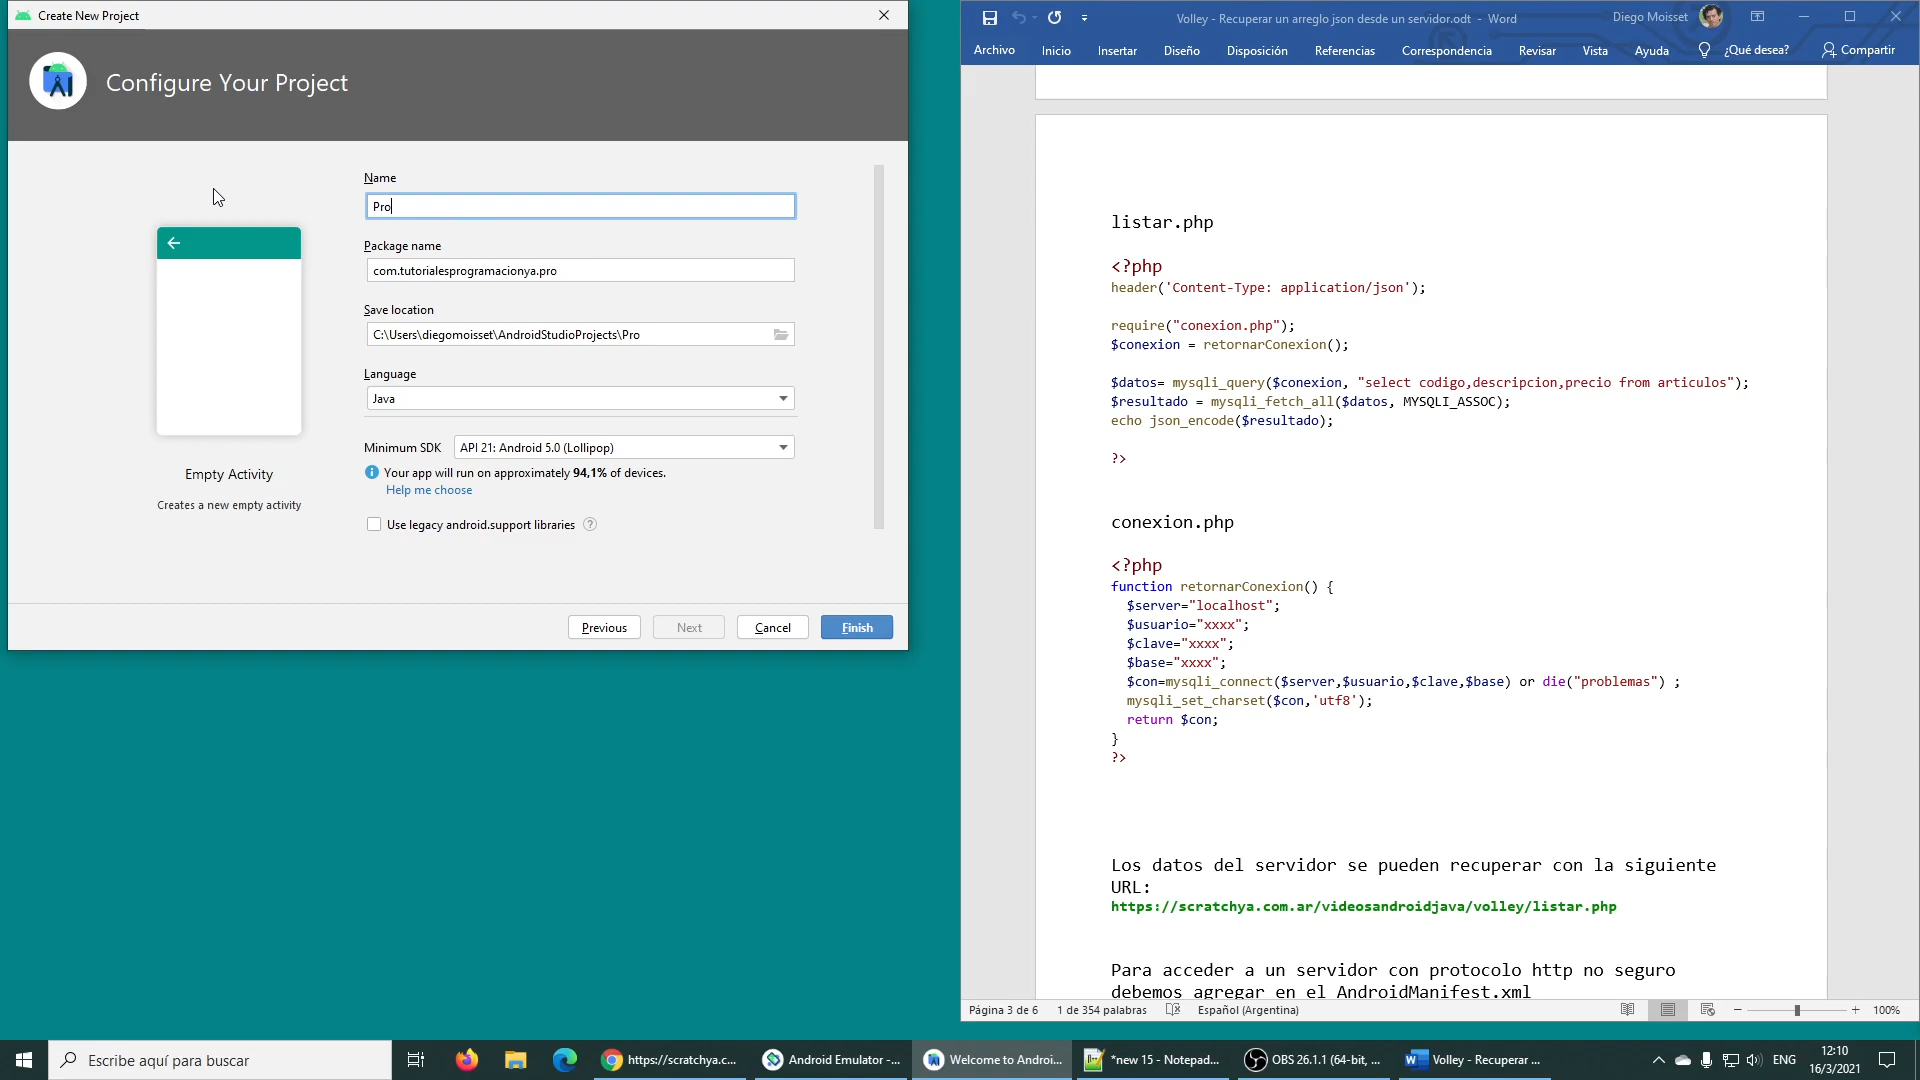 Create New Project
Configure Your Project
Name
Pro
Package name
com.tutorialesprogramacionya.pro
Save location
C:\Users\diegomoisset\AndroidStudioProjects\Pro
Language
Java
Minimum SDK
API 21: Android 5.0 (Lollipop)
Your app will run on approximately 94,1% of devices.
Help me choose
Use legacy android.support libraries
?
Empty Activity
Creates a new empty activity
Previous
Next
Cancel
Finish
Volley - Recuperar un arreglo json desde un servidor.odt - Word
Diego Moisset
Archivo
Inicio
Insertar
Diseño
Disposición
Referencias
Correspondencia
Revisar
Vista
Ayuda
¿Qué desea?
Compartir
listar.php
<?php
header('Content-Type: application/json');
require("conexion.php");
$conexion = retornarConexion();
$datos= mysqli_query($conexion, "select codigo,descripcion,precio from articulos");
$resultado = mysqli_fetch_all($datos, MYSQLI_ASSOC);
echo json_encode($resultado);
?>
conexion.php
<?php
function retornarConexion() {
$server="localhost";
$usuario="xxxx";
$clave="xxxx";
$base="xxxx";
$con=mysqli_connect($server,$usuario,$clave,$base) or die("problemas") ;
mysqli_set_charset($con,'utf8');
return $con;
}
?>
Los datos del servidor se pueden recuperar con la siguiente
URL:
https://scratchya.com.ar/videosandroidjava/volley/listar.php
Para acceder a un servidor con protocolo http no seguro
debemos agregar en el AndroidManifest.xml
Página 3 de 6
1 de 354 palabras
Español (Argentina)
100%
Escribe aquí para buscar
https://scratchya.c...
Android Emulator -...
Welcome to Androi...
*new 15 - Notepad...
OBS 26.1.1 (64-bit, ...
Volley - Recuperar ...
ENG
12:10
16/3/2021